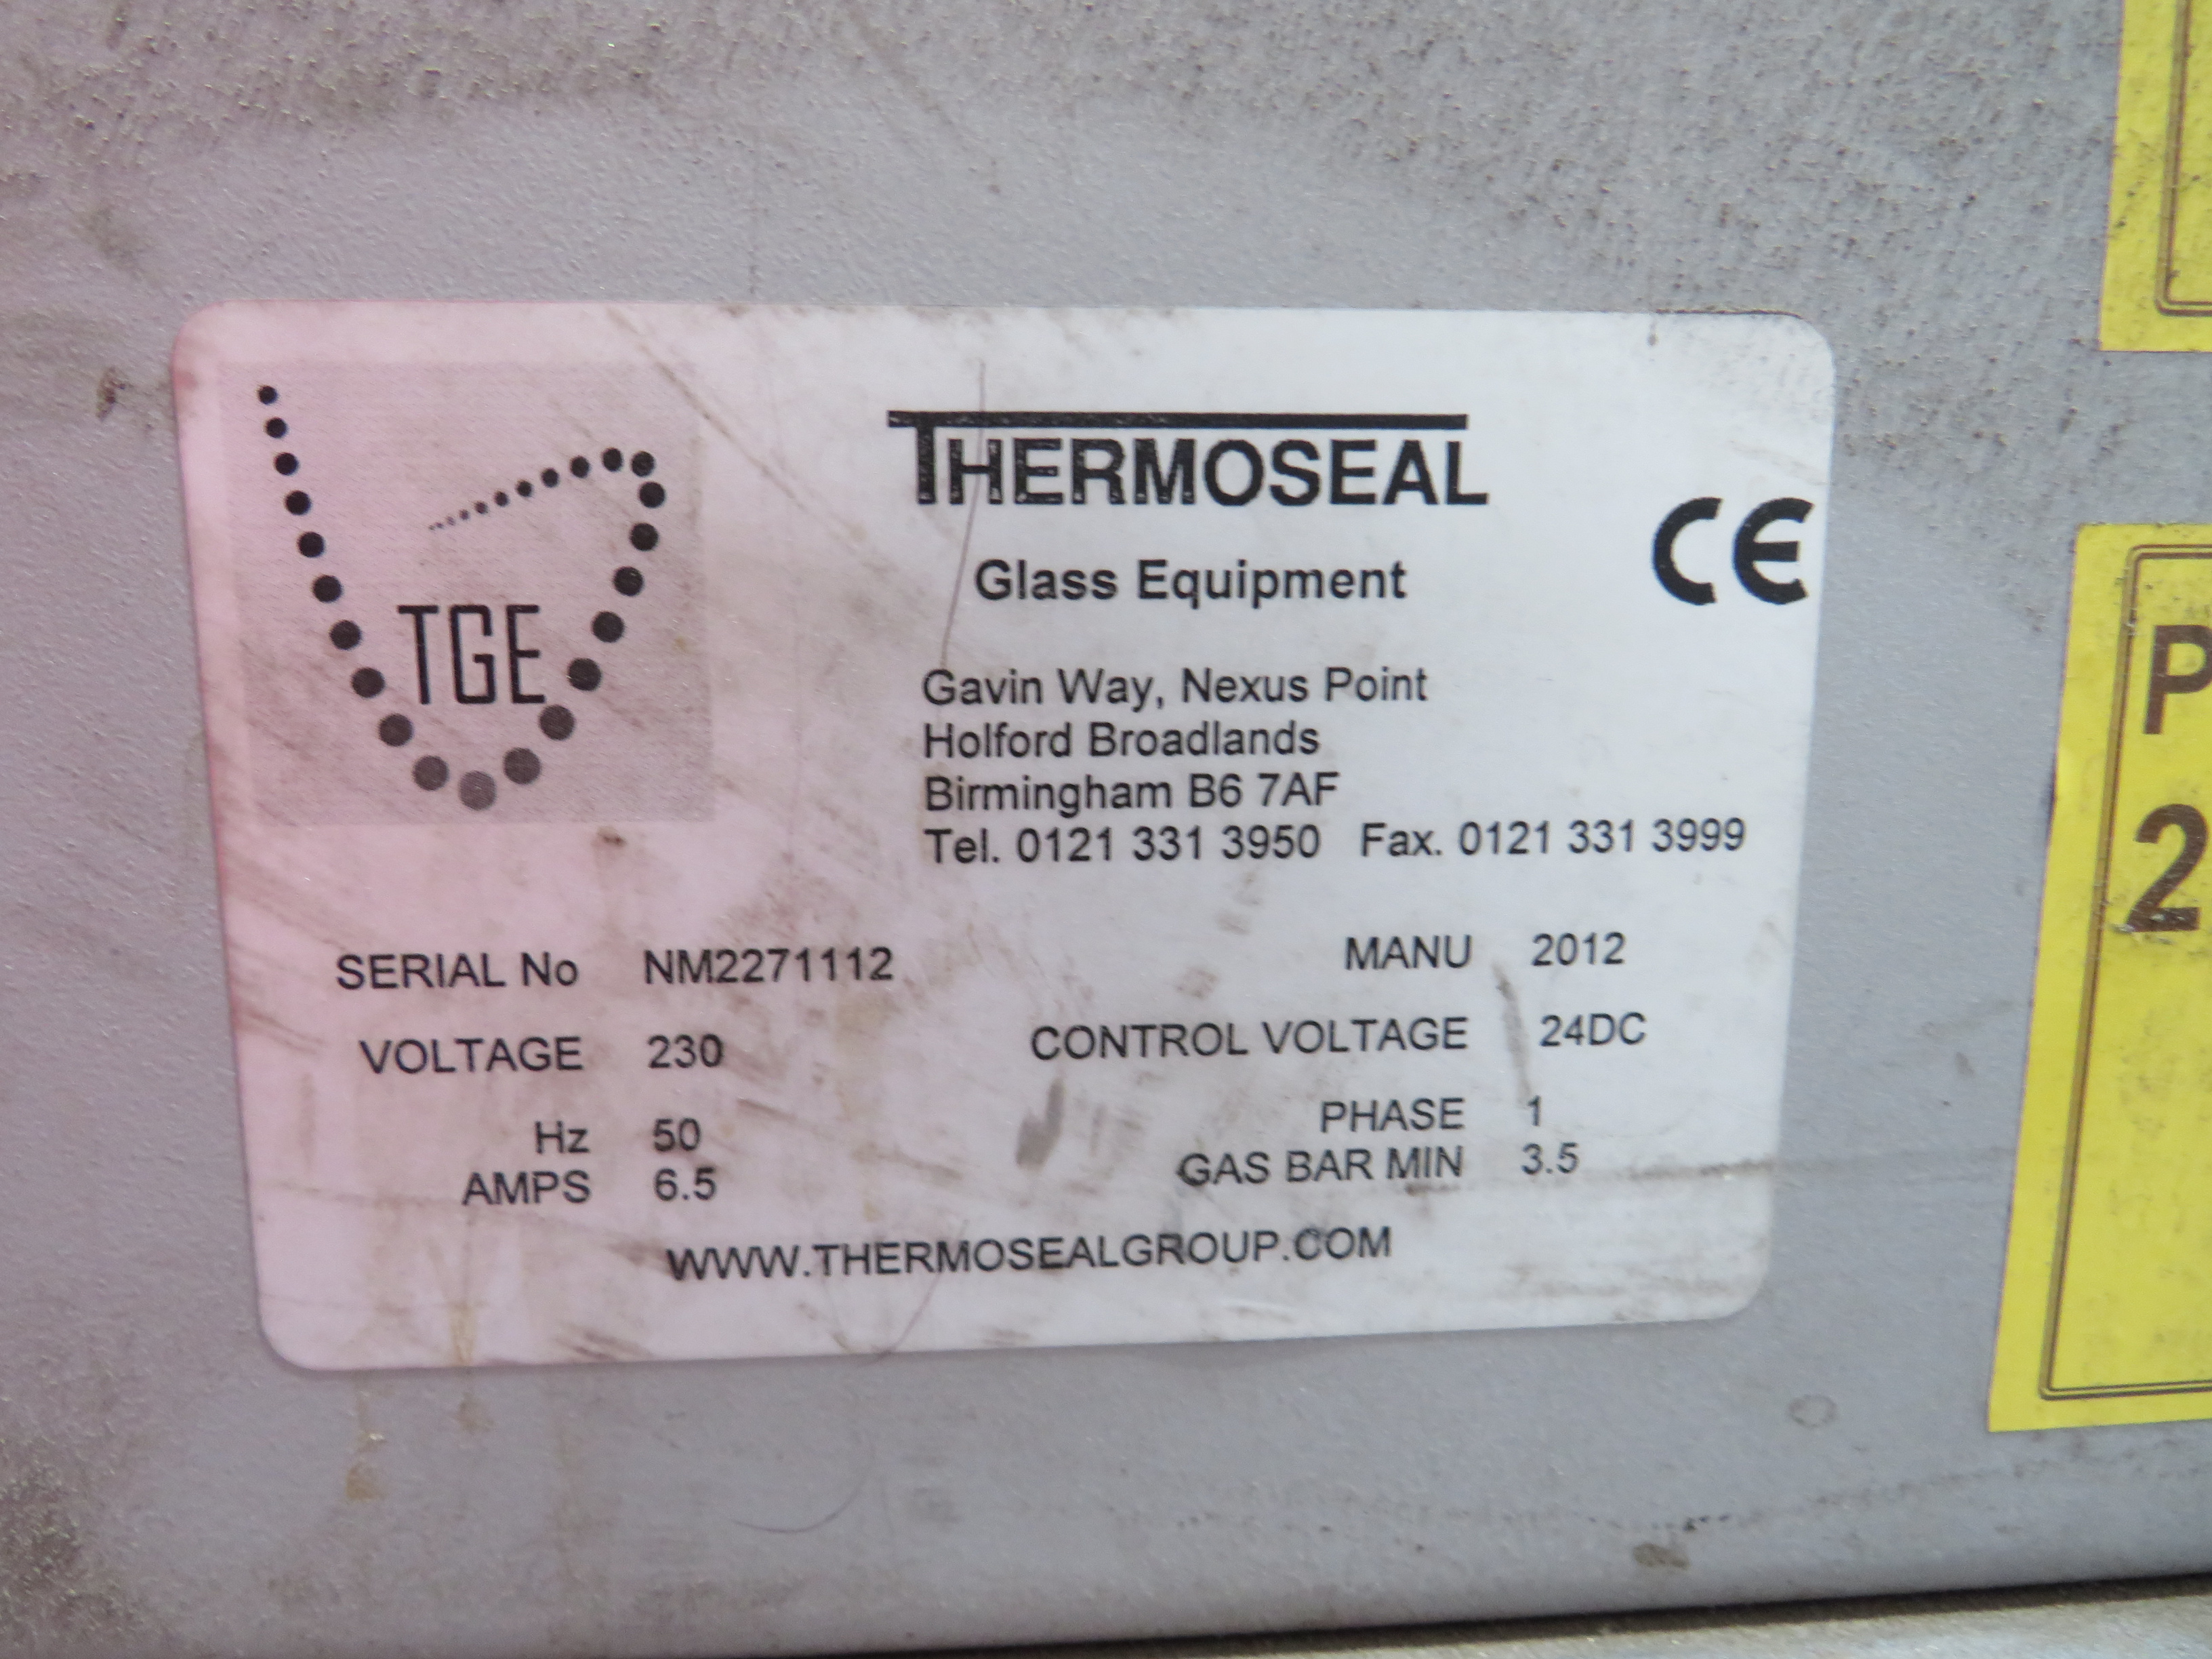 TGE
THERMOSEAL
Glass Equipment
CE
Gavin Way, Nexus Point
Holford Broadlands
Birmingham B6 7AF
Tel. 0121 331 3950 Fax. 0121 331 3999
SERIAL No NM2271112 MANU 2012
VOLTAGE 230 CONTROL VOLTAGE 24DC
Hz 50 PHASE 1
AMPS 6.5 GAS BAR MIN 3.5
WWW.THERMOSEALGROUP.COM
P
2